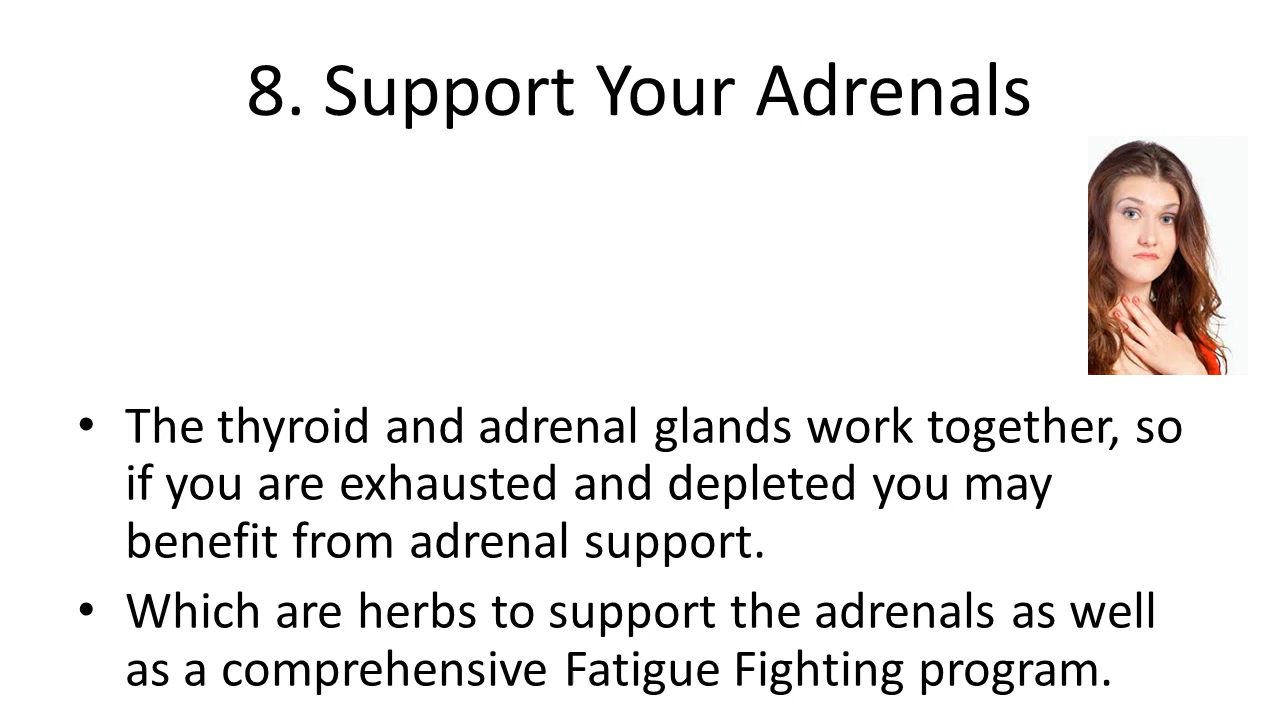 8. Support Your Adrenals
• The thyroid and adrenal glands work together, so
if you are exhausted and depleted you may
benefit from adrenal support.
• Which are herbs to support the adrenals as well
as a comprehensive Fatigue Fighting program.